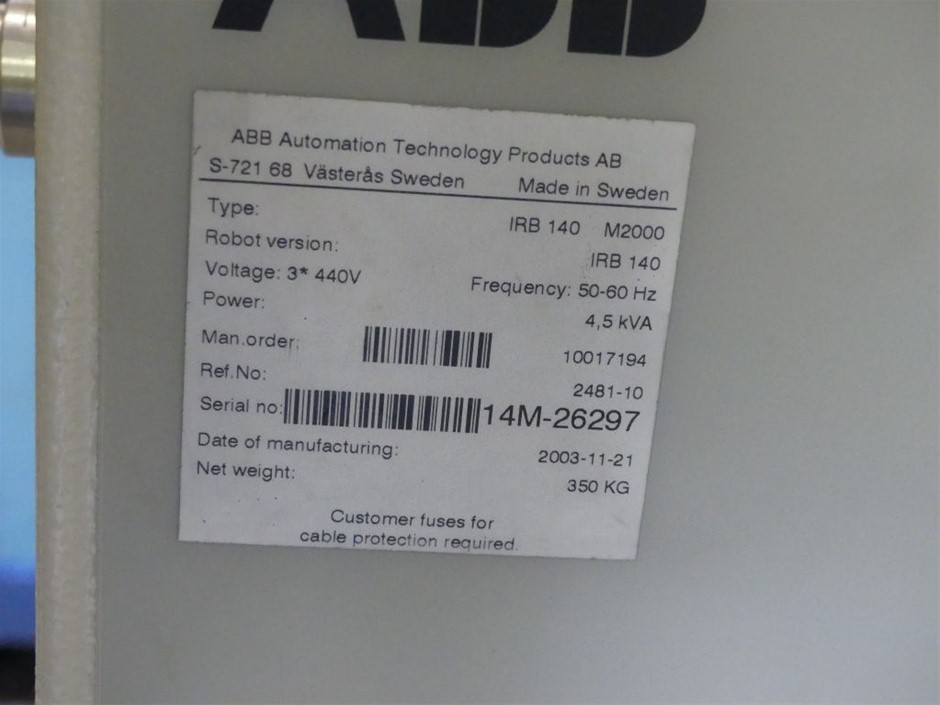 ABB
ABB Automation Technology Products AB
S-721 68 Västerås Sweden Made in Sweden
Type: IRB 140 M2000
Robot version: IRB 140
Voltage: 3* 440V Frequency: 50-60 Hz
Power: 4,5 kVA
Man.order: 10017194
Ref.No: 2481-10
Serial no: 14M-26297
Date of manufacturing: 2003-11-21
Net weight: 350 KG
Customer fuses for
cable protection required.